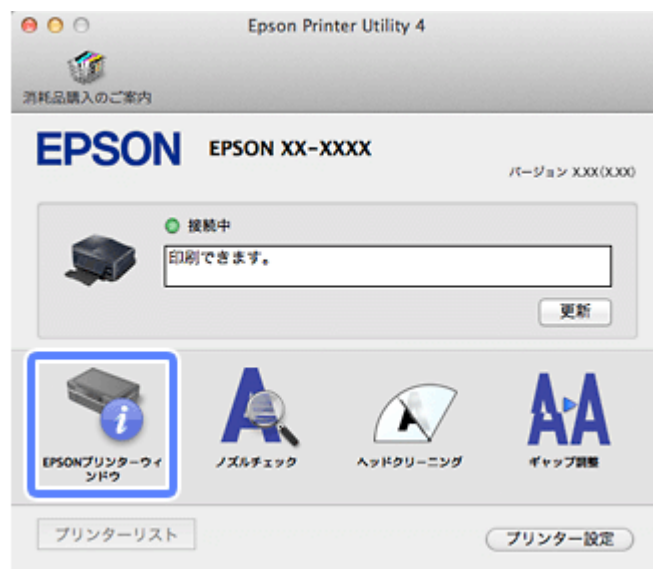 Epson Printer Utility 4
消耗品購入のご案内
EPSON EPSON XX-XXXX
バージョン X.XX(X.XX)
接続中
印刷できます。
更新
EPSONプリンターウィ
ンドウ
ノズルチェック
ヘッドクリーニング
ギャップ調整
プリンターリスト
プリンター設定